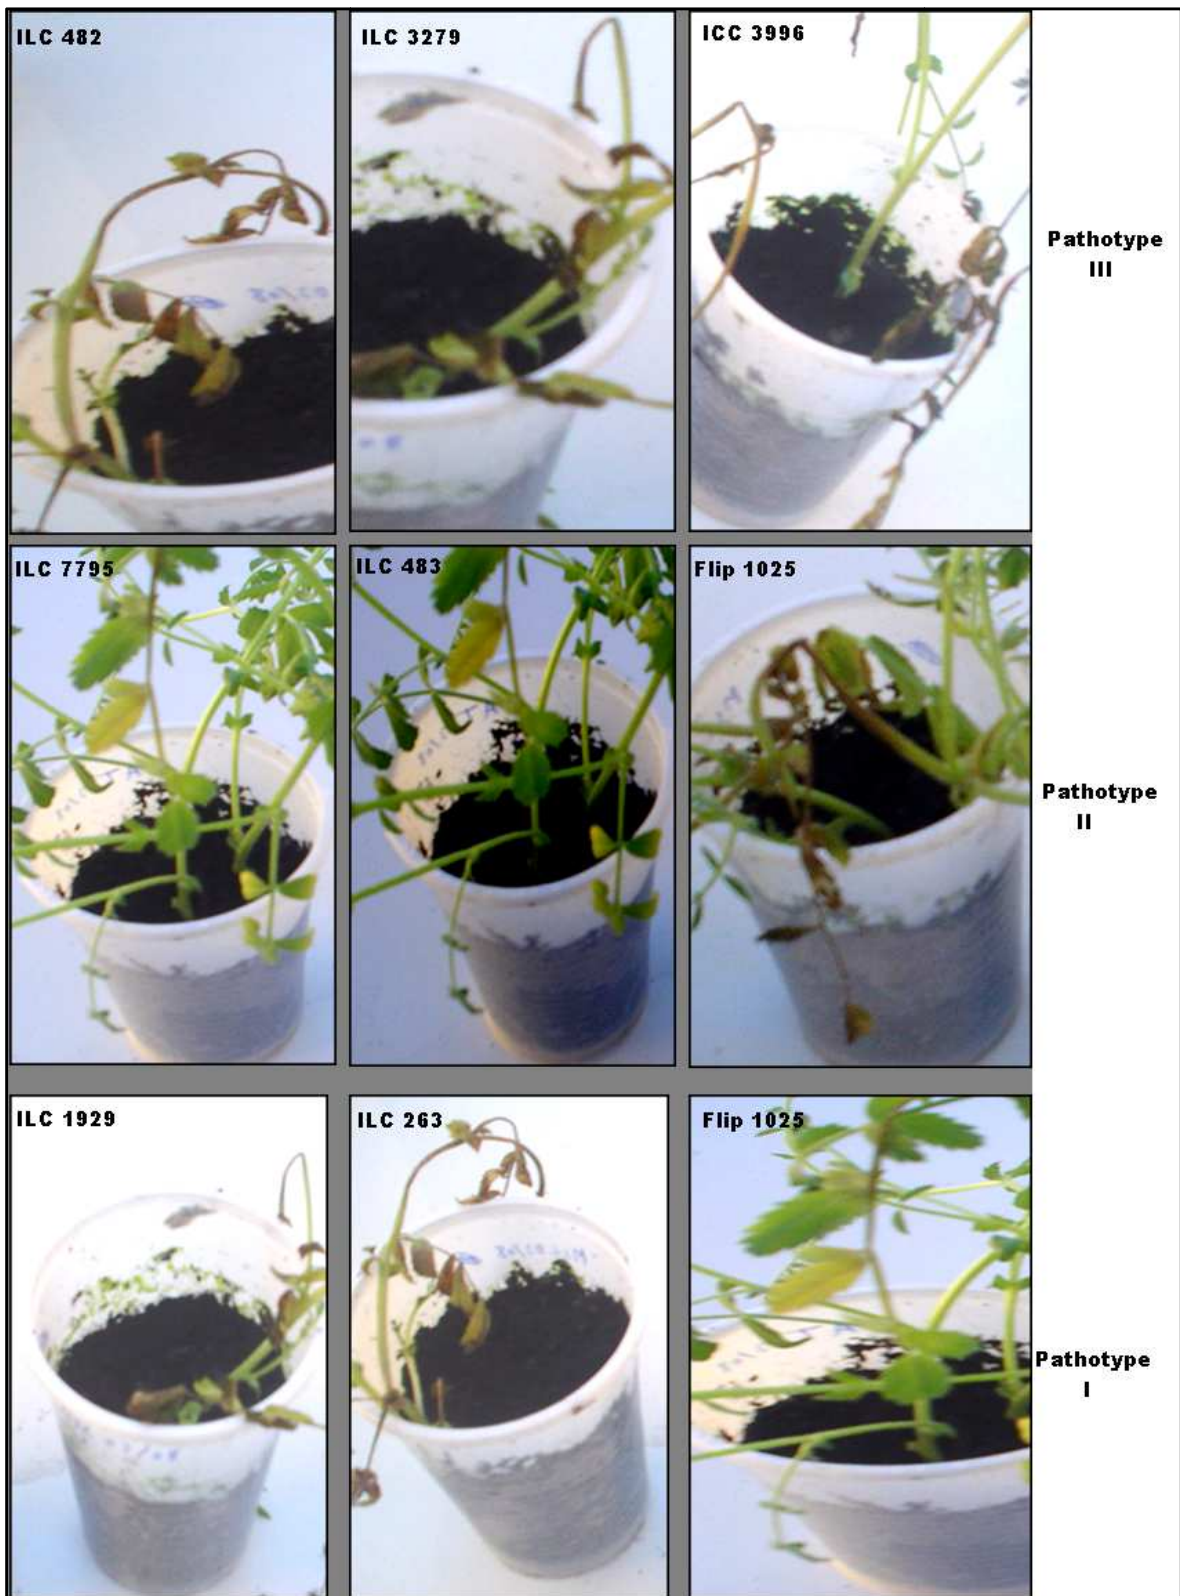 ILC 482
ILC 3279
ICC 3996
Pathotype
III
ILC 7795
ILC 483
Flip 1025
Pathotype
II
ILC 1929
ILC 263
Flip 1025
Pathotype
I